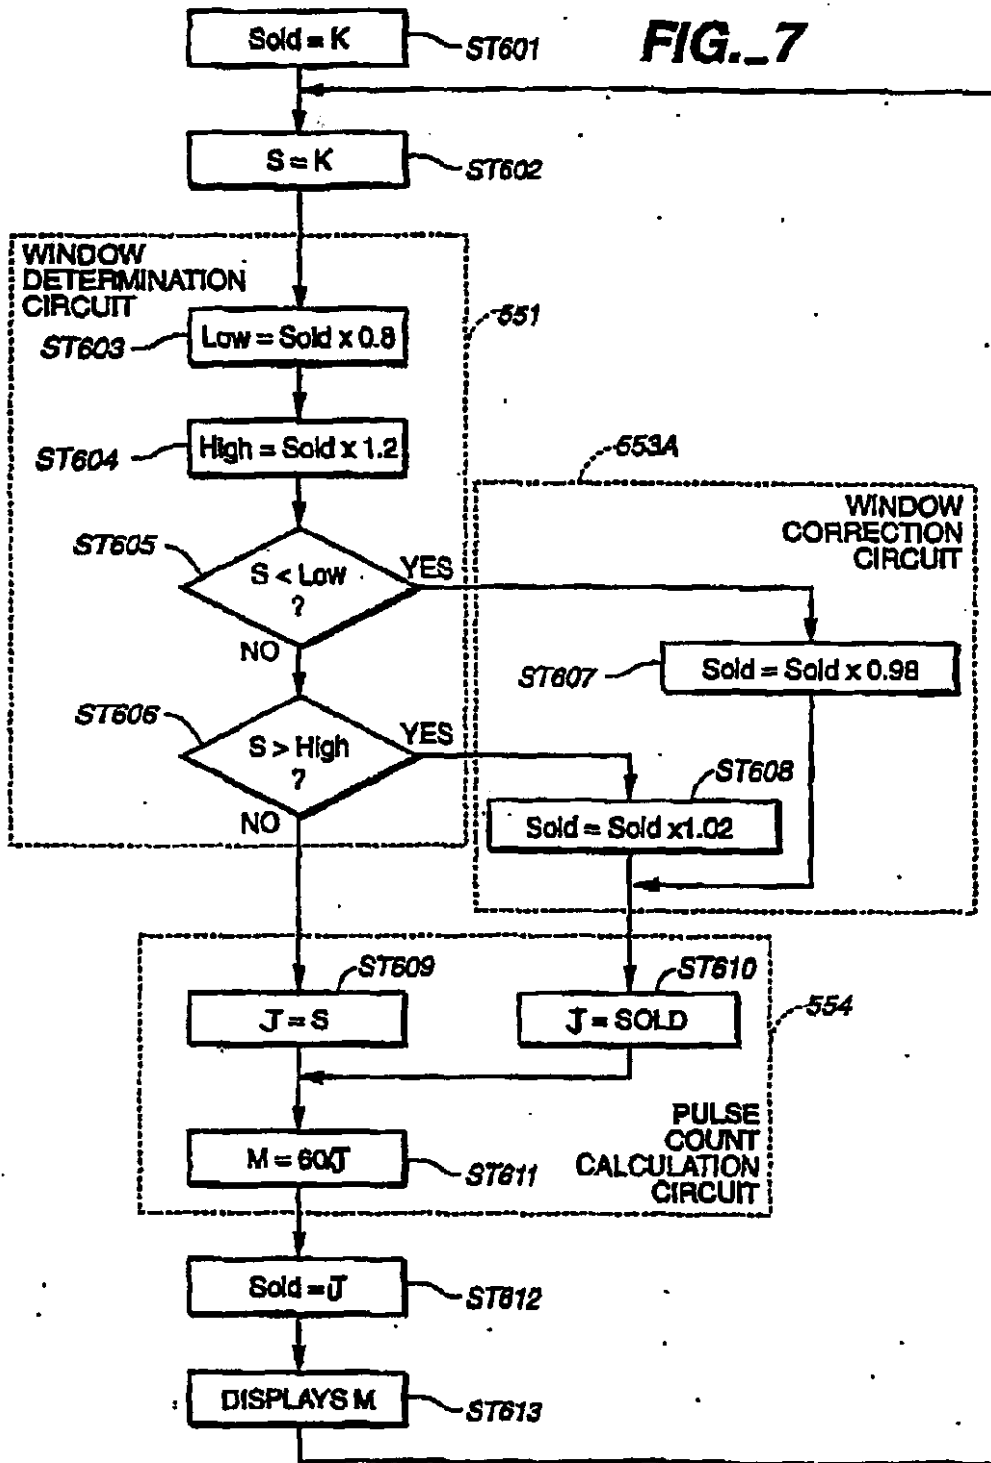 Sold = K
ST601
FIG._7
S = K
ST602
WINDOW
DETERMINATION
CIRCUIT
551
ST603
Low = Sold x 0.8
ST604
High = Sold x 1.2
553A
WINDOW
CORRECTION
CIRCUIT
ST605
S < Low
?
YES
NO
ST607
Sold = Sold x 0.98
ST606
S > High
?
YES
NO
ST608
Sold = Sold x1.02
ST609
J = S
ST610
J = SOLD
554
PULSE
COUNT
CALCULATION
CIRCUIT
M = 60/J
ST611
Sold = J
ST612
DISPLAYS M
ST613